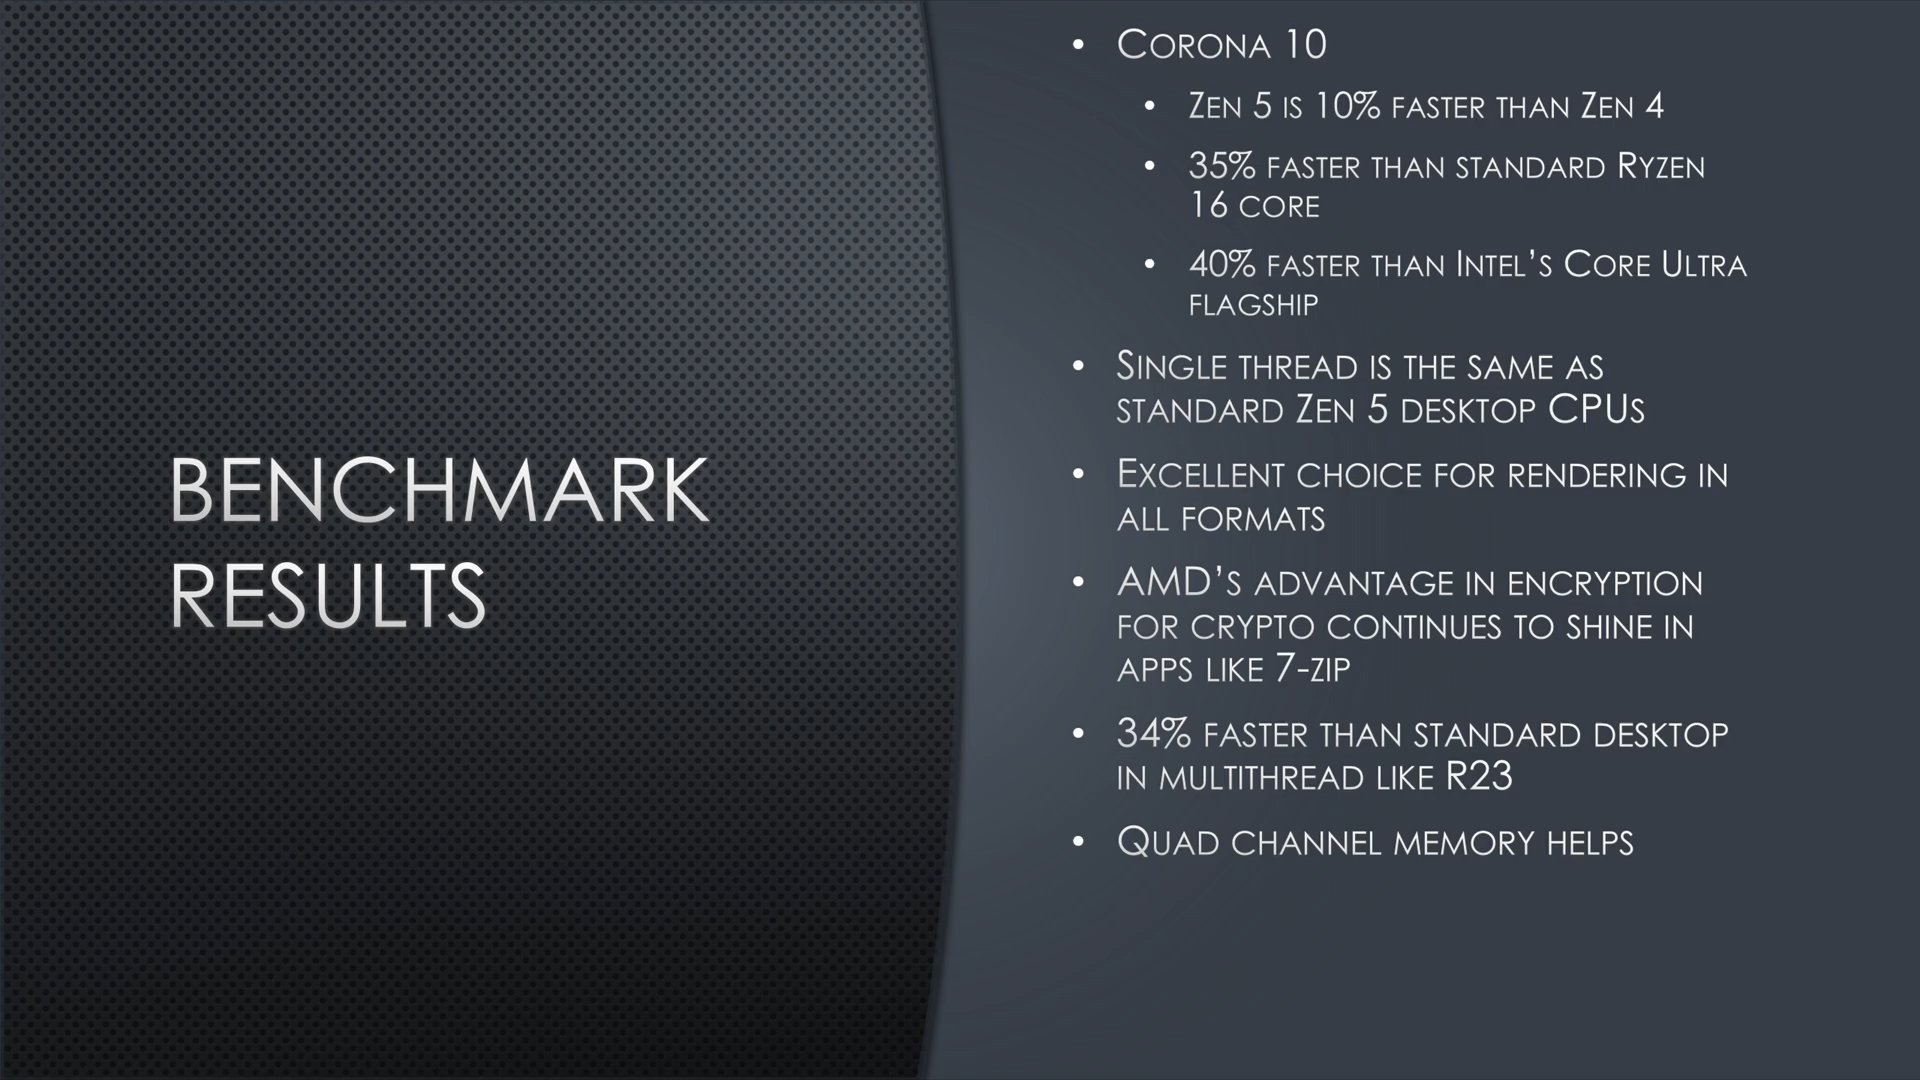 BENCHMARK
RESULTS
• Corona 10
• Zen 5 is 10% faster than Zen 4
• 35% faster than standard Ryzen
16 core
• 40% faster than Intel’s Core Ultra
flagship
• Single thread is the same as
standard Zen 5 desktop CPUs
• Excellent choice for rendering in
all formats
• AMD’s advantage in encryption
for crypto continues to shine in
apps like 7-zip
• 34% faster than standard desktop
in multithread like R23
• Quad channel memory helps